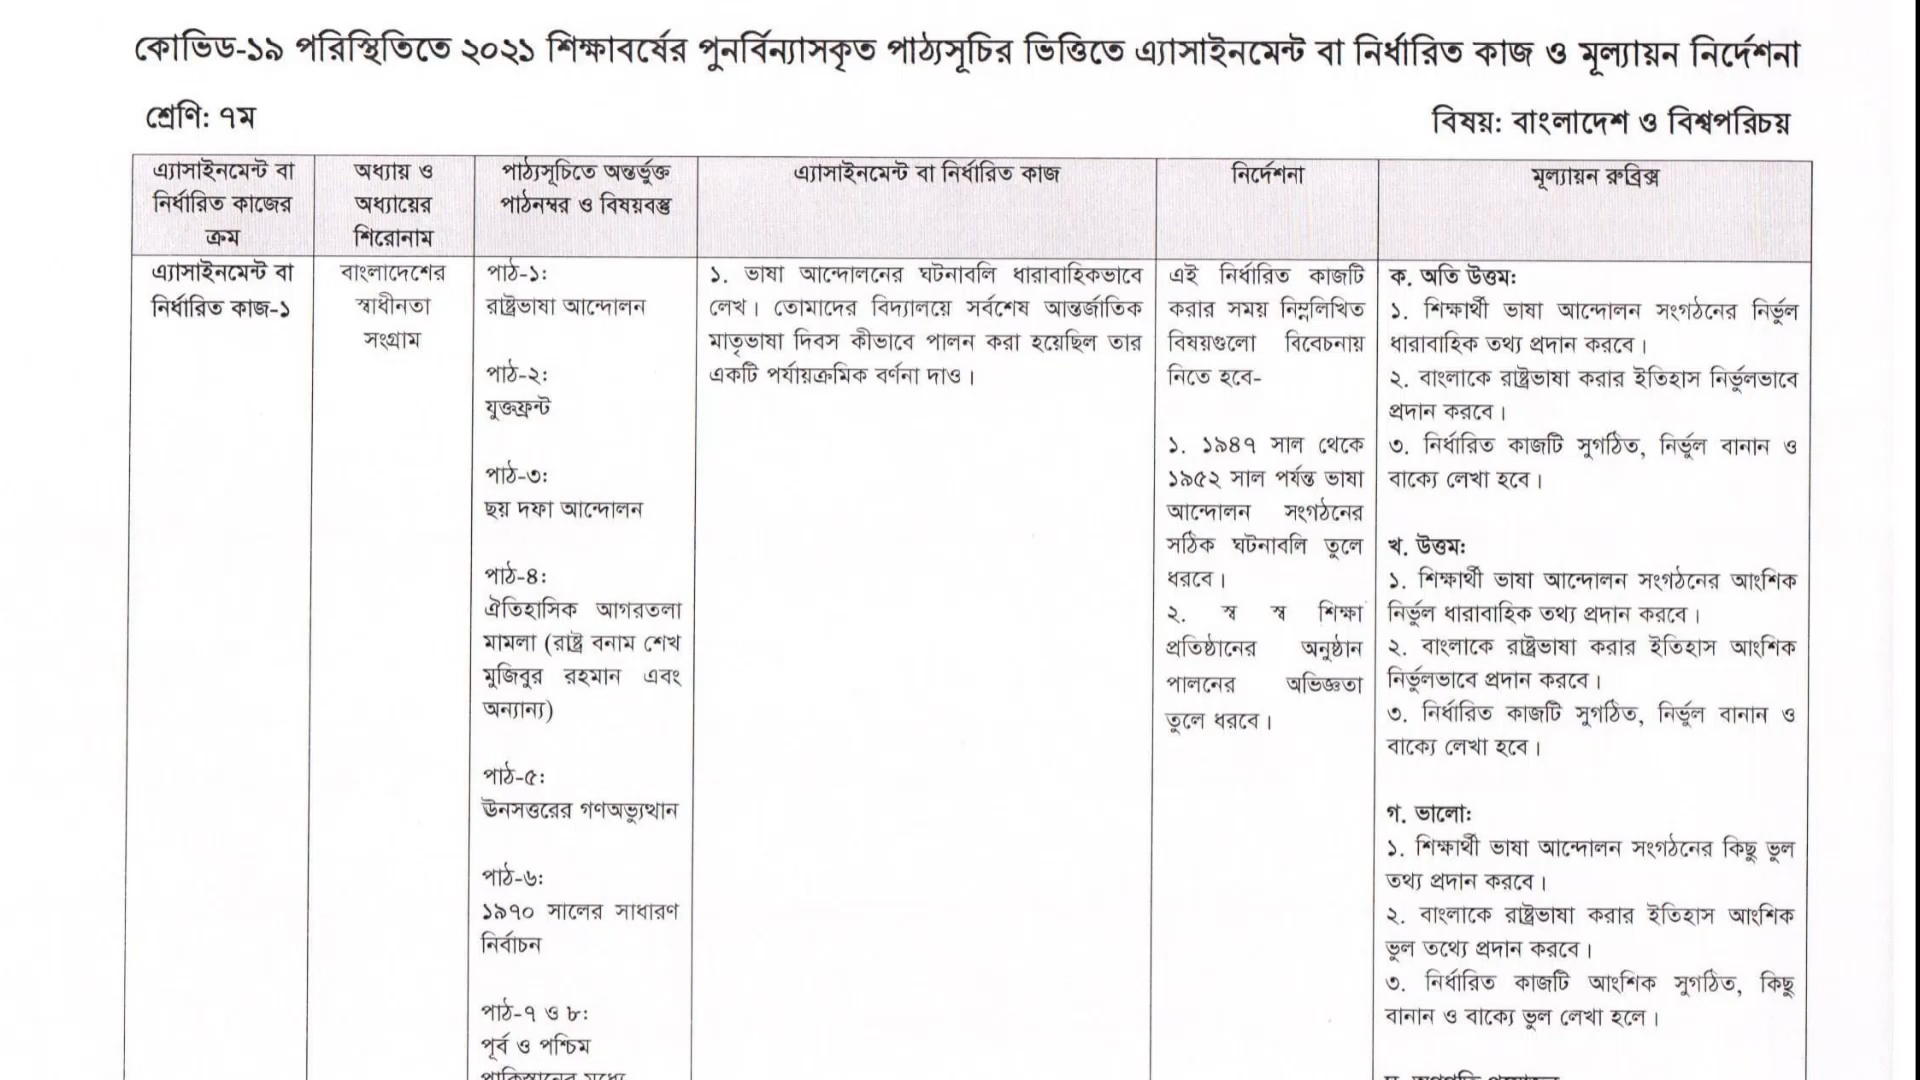 কোভিড-১৯ পরিস্থিতিতে ২০২১ শিক্ষাবর্ষের পুনর্বিন্যাসকৃত পাঠ্যসূচির ভিত্তিতে এ্যাসাইনমেন্ট বা নির্ধারিত কাজ ও মূল্যায়ন নির্দেশনা
শ্রেণি: ৭ম
বিষয়: বাংলাদেশ ও বিশ্বপরিচয়
এ্যাসাইনমেন্ট বা
নির্ধারিত কাজের
ক্রম
অধ্যায় ও
অধ্যায়ের
শিরোনাম
পাঠ্যসূচিতে অন্তর্ভুক্ত
পাঠনম্বর ও বিষয়বস্তু
এ্যাসাইনমেন্ট বা নির্ধারিত কাজ
নির্দেশনা
মূল্যায়ন রুব্রিক্স
এ্যাসাইনমেন্ট বা
নির্ধারিত কাজ-১
বাংলাদেশের
স্বাধীনতা
সংগ্রাম
পাঠ-১:
রাষ্ট্রভাষা আন্দোলন
পাঠ-২:
যুক্তফ্রন্ট
পাঠ-৩:
ছয় দফা আন্দোলন
পাঠ-৪:
ঐতিহাসিক আগরতলা
মামলা (রাষ্ট্র বনাম শেখ
মুজিবুর রহমান এবং
অন্যান্য)
পাঠ-৫:
ঊনসত্তরের গণঅভ্যুত্থান
পাঠ-৬:
১৯৭০ সালের সাধারণ
নির্বাচন
পাঠ-৭ ও ৮:
পূর্ব ও পশ্চিম
পাকিস্তানের মধ্যে
১. ভাষা আন্দোলনের ঘটনাবলি ধারাবাহিকভাবে
লেখ। তোমাদের বিদ্যালয়ে সর্বশেষ আন্তর্জাতিক
মাতৃভাষা দিবস কীভাবে পালন করা হয়েছিল তার
একটি পর্যায়ক্রমিক বর্ণনা দাও।
এই নির্ধারিত কাজটি
করার সময় নিম্নলিখিত
বিষয়গুলো বিবেচনায়
নিতে হবে-
১. ১৯৪৭ সাল থেকে
১৯৫২ সাল পর্যন্ত ভাষা
আন্দোলন সংগঠনের
সঠিক ঘটনাবলি তুলে
ধরবে।
২. স্ব স্ব শিক্ষা
প্রতিষ্ঠানের অনুষ্ঠান
পালনের অভিজ্ঞতা
তুলে ধরবে।
ক. অতি উত্তম:
১. শিক্ষার্থী ভাষা আন্দোলন সংগঠনের নির্ভুল
ধারাবাহিক তথ্য প্রদান করবে।
২. বাংলাকে রাষ্ট্রভাষা করার ইতিহাস নির্ভুলভাবে
প্রদান করবে।
৩. নির্ধারিত কাজটি সুগঠিত, নির্ভুল বানান ও
বাক্যে লেখা হবে।
খ. উত্তম:
১. শিক্ষার্থী ভাষা আন্দোলন সংগঠনের আংশিক
নির্ভুল ধারাবাহিক তথ্য প্রদান করবে।
২. বাংলাকে রাষ্ট্রভাষা করার ইতিহাস আংশিক
নির্ভুলভাবে প্রদান করবে।
৩. নির্ধারিত কাজটি সুগঠিত, নির্ভুল বানান ও
বাক্যে লেখা হবে।
গ. ভালো:
১. শিক্ষার্থী ভাষা আন্দোলন সংগঠনের কিছু ভুল
তথ্য প্রদান করবে।
২. বাংলাকে রাষ্ট্রভাষা করার ইতিহাস আংশিক
ভুল তথ্যে প্রদান করবে।
৩. নির্ধারিত কাজটি আংশিক সুগঠিত, কিছু
বানান ও বাক্যে ভুল লেখা হলে।